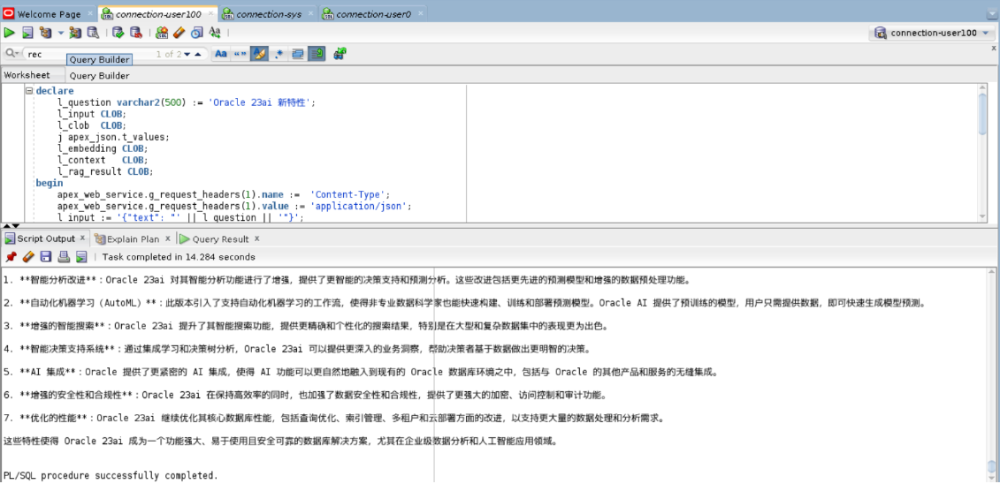 Welcome Page
connection-user100
connection-sys
connection-user0
connection-user100
rec
1 of 2
Aa
Query Builder
Worksheet
Query Builder
declare
l_question varchar2(500) := 'Oracle 23ai 新特性';
l_input CLOB;
l_clob CLOB;
j apex_json.t_values;
l_embedding CLOB;
l_context CLOB;
l_rag_result CLOB;
begin
apex_web_service.g_request_headers(1).name := 'Content-Type';
apex_web_service.g_request_headers(1).value := 'application/json';
l_input := '{"text": "' || l_question || '"}';
Script Output
Explain Plan
Query Result
Task completed in 14.284 seconds
1. **智能分析改进**：Oracle 23ai 对其智能分析功能进行了增强，提供了更智能的决策支持和预测分析。这些改进包括更先进的预测模型和增强的数据预处理功能。
2. **自动化机器学习（AutoML）**：此版本引入了支持自动化机器学习的工作流，使得非专业数据科学家也能快速构建、训练和部署预测模型。Oracle AI 提供了预训练的模型，用户只需提供数据，即可快速生成模型预测。
3. **增强的智能搜索**：Oracle 23ai 提升了其智能搜索功能，提供更精确和个性化的搜索结果，特别是在大型和复杂数据集中的表现更为出色。
4. **智能决策支持系统**：通过集成学习和决策树分析，Oracle 23ai 可以提供更深入的业务洞察，帮助决策者基于数据做出更明智的决策。
5. **AI 集成**：Oracle 提供了更紧密的 AI 集成，使得 AI 功能可以更自然地融入到现有的 Oracle 数据库环境之中，包括与 Oracle 的其他产品和服务的无缝集成。
6. **增强的安全性和合规性**：Oracle 23ai 在保持高效率的同时，也加强了数据安全性和合规性，提供了更强大的加密、访问控制和审计功能。
7. **优化的性能**：Oracle 23ai 继续优化其核心数据库性能，包括查询优化、索引管理、多租户和云部署方面的改进，以支持更大量的数据处理和分析需求。
这些特性使得 Oracle 23ai 成为一个功能强大、易于使用且安全可靠的数据库解决方案，尤其在企业级数据分析和人工智能应用领域。
PL/SQL procedure successfully completed.